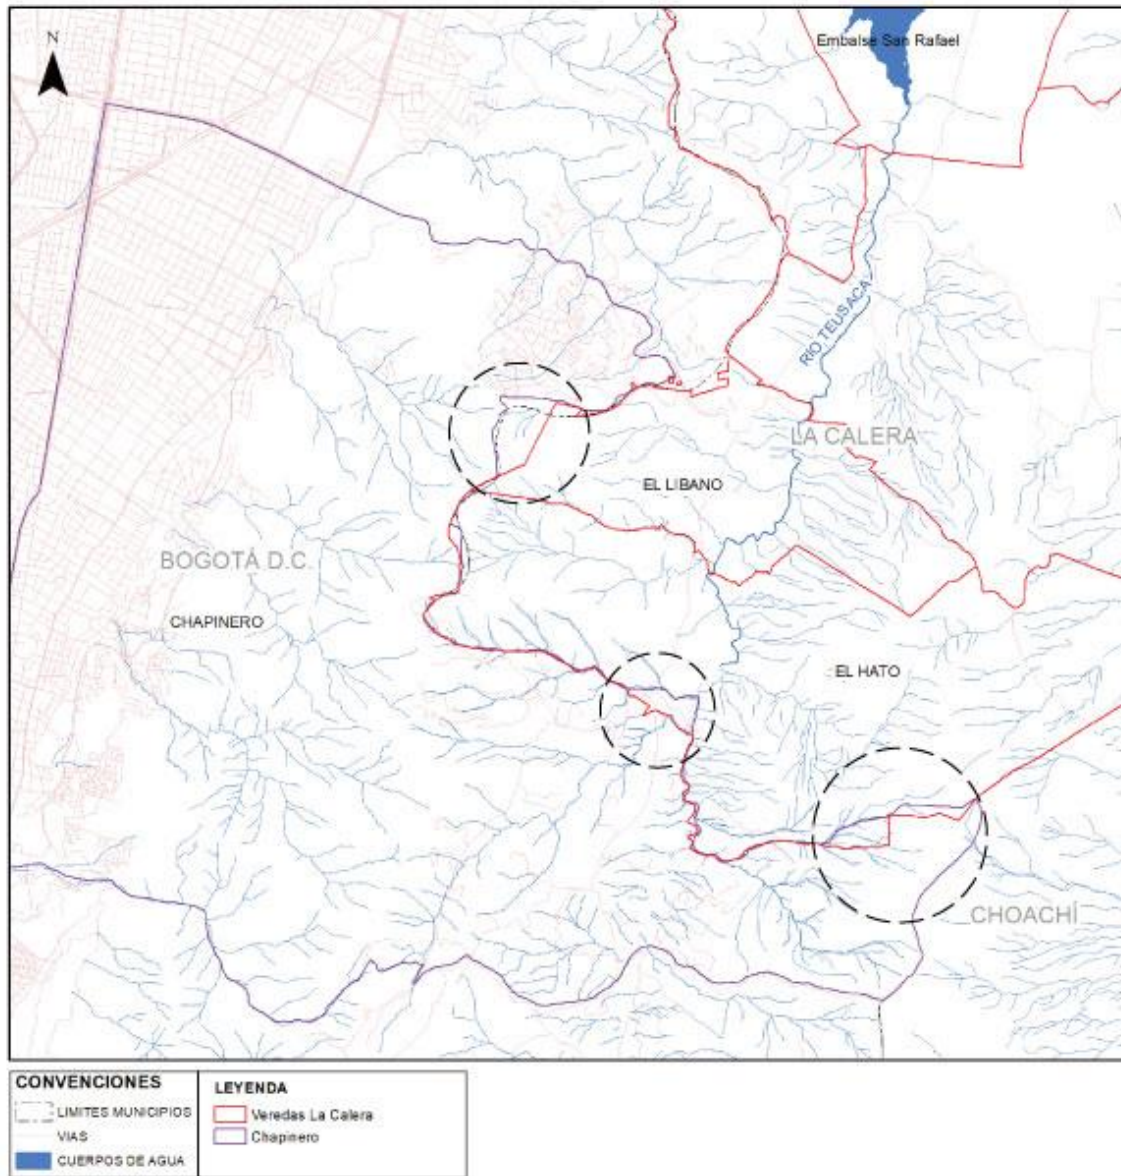 N
Embalse San Rafael
RÍO TEUSACA
LA CALERA
EL LIBANO
BOGOTÁ D.C.
CHAPINERO
EL HATO
CHOACHÍ
CONVENCIONES
LIMITES MUNICIPIOS
VIAS
CUERPOS DE AGUA
LEYENDA
Veredas La Calera
Chapinero